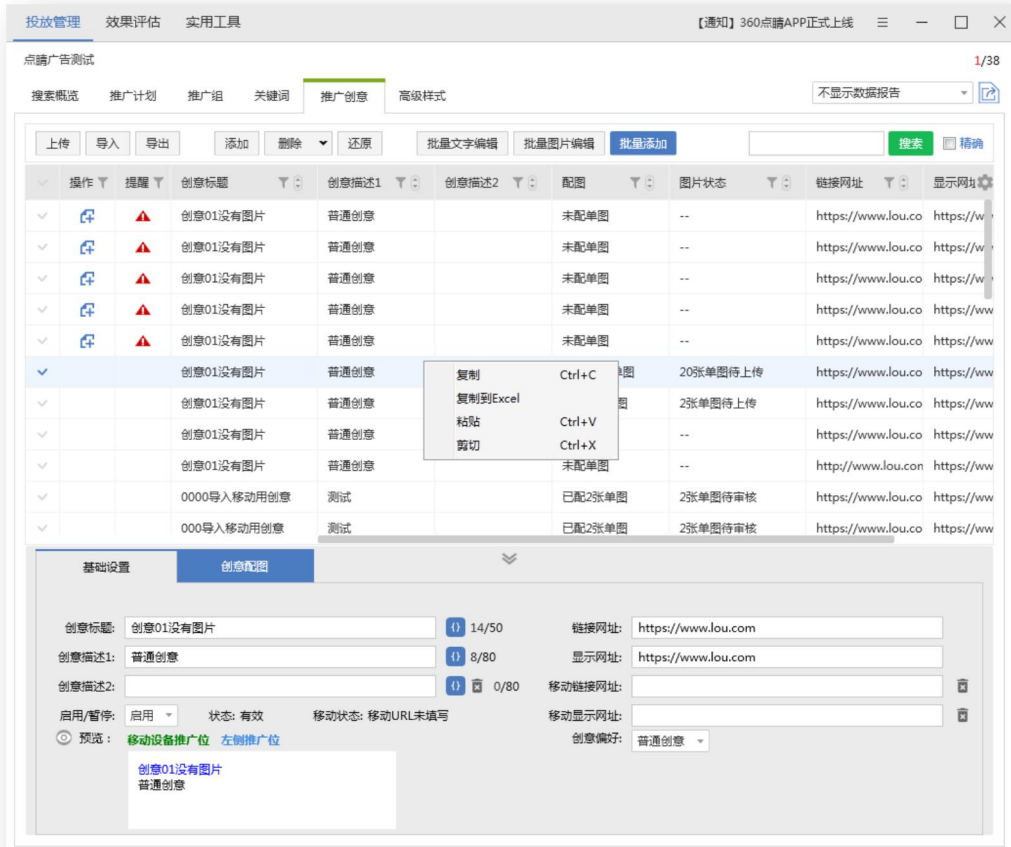 投放管理 效果评估 实用工具 【通知】360点睛APP正式上线
点睛广告测试 1/38
搜索概览 推广计划 推广组 关键词 推广创意 高级样式 不显示数据报告
上传 导入 导出 添加 删除 还原 批量文字编辑 批量图片编辑 批量添加 搜索 精确
操作 提醒 创意标题 创意描述1 创意描述2 配图 图片状态 链接网址 显示网址
创意01没有图片 普通创意 未配单图 -- https://www.lou.co https://w
创意01没有图片 普通创意 未配单图 -- https://www.lou.co https://w
创意01没有图片 普通创意 未配单图 -- https://www.lou.co https://w
创意01没有图片 普通创意 未配单图 -- https://www.lou.co https://ww
创意01没有图片 普通创意 未配单图 -- https://www.lou.co https://ww
创意01没有图片 普通创意 单图 20张单图待上传 https://www.lou.co https://ww
创意01没有图片 普通创意 图 2张单图待上传 https://www.lou.co https://ww
创意01没有图片 普通创意 -- https://www.lou.co https://ww
创意01没有图片 普通创意 未配单图 -- http://www.lou.con https://ww
0000导入移动用创意 测试 已配2张单图 2张单图待审核 https://www.lou.co https://ww
000导入移动用创意 测试 已配2张单图 2张单图待审核 https://www.lou.co https://ww
复制 Ctrl+C
复制到Excel
粘贴 Ctrl+V
剪切 Ctrl+X
基础设置 创意配图
创意标题: 创意01没有图片 {} 14/50 链接网址: https://www.lou.com
创意描述1: 普通创意 {} 8/80 显示网址: https://www.lou.com
创意描述2: {} 0/80 移动链接网址:
启用/暂停: 启用 状态: 有效 移动状态: 移动URL未填写 移动显示网址:
预览： 移动设备推广位 左侧推广位 创意偏好: 普通创意
创意01没有图片
普通创意